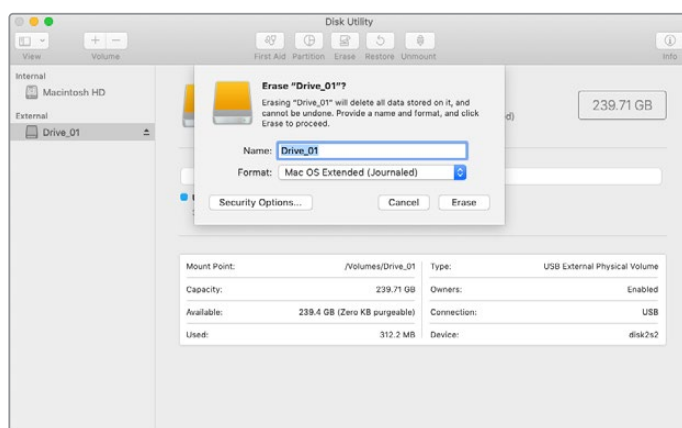 Disk Utility
View
Volume
First Aid
Partition
Erase
Restore
Unmount
Info
Internal
Macintosh HD
External
Drive_01
Erase “Drive_01”?
Erasing “Drive_01” will delete all data stored on it, and
cannot be undone. Provide a name and format, and click
Erase to proceed.
Name: Drive_01
Format: Mac OS Extended (Journaled)
Security Options...
Cancel
Erase
d)
239.71 GB
Mount Point: /Volumes/Drive_01
Type: USB External Physical Volume
Capacity: 239.71 GB
Owners: Enabled
Available: 239.4 GB (Zero KB purgeable)
Connection: USB
Used: 312.2 MB
Device: disk2s2